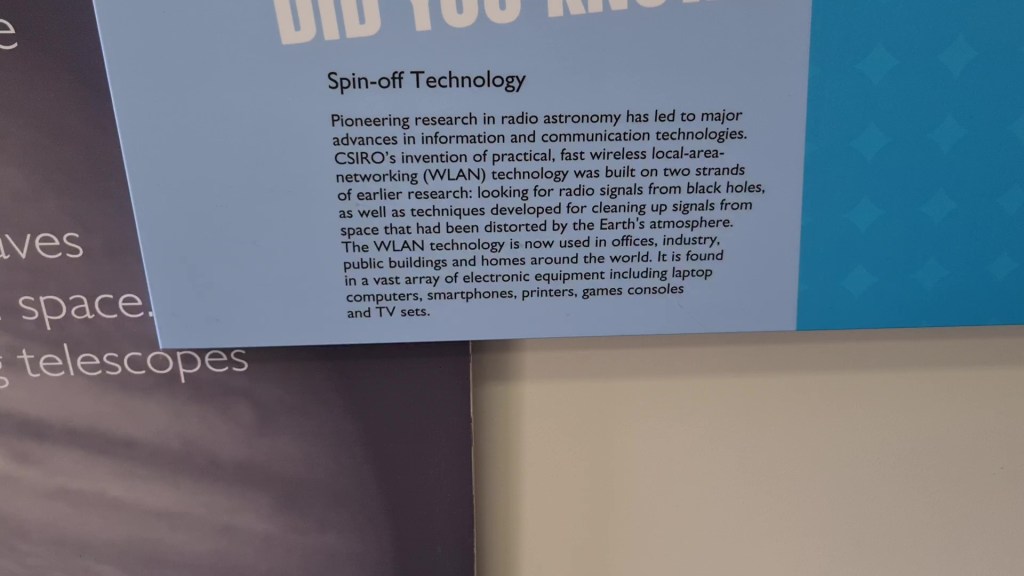 DID YOU KNOW
Spin-off Technology
Pioneering research in radio astronomy has led to major
advances in information and communication technologies.
CSIRO's invention of practical, fast wireless local-area-
networking (WLAN) technology was built on two strands
of earlier research: looking for radio signals from black holes,
as well as techniques developed for cleaning up signals from
space that had been distorted by the Earth's atmosphere.
The WLAN technology is now used in offices, industry,
public buildings and homes around the world. It is found
in a vast array of electronic equipment including laptop
computers, smartphones, printers, games consoles
and TV sets.
space.
telescopes